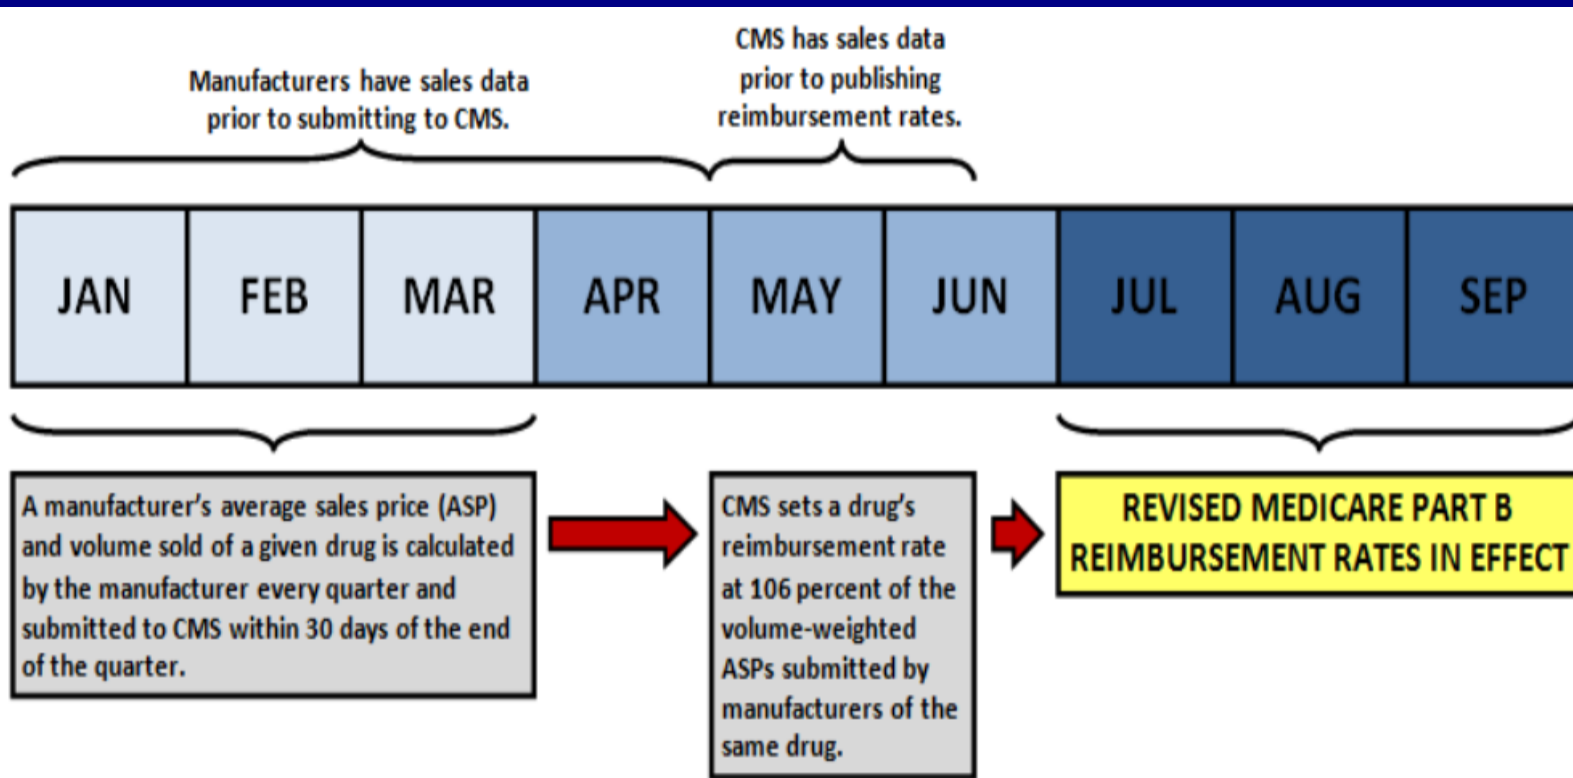 Manufacturers have sales data
prior to submitting to CMS.
CMS has sales data
prior to publishing
reimbursement rates.
JAN
FEB
MAR
APR
MAY
JUN
JUL
AUG
SEP
A manufacturer's average sales price (ASP)
and volume sold of a given drug is calculated
by the manufacturer every quarter and
submitted to CMS within 30 days of the end
of the quarter.
CMS sets a drug's
reimbursement rate
at 106 percent of the
volume-weighted
ASPs submitted by
manufacturers of the
same drug.
REVISED MEDICARE PART B
REIMBURSEMENT RATES IN EFFECT